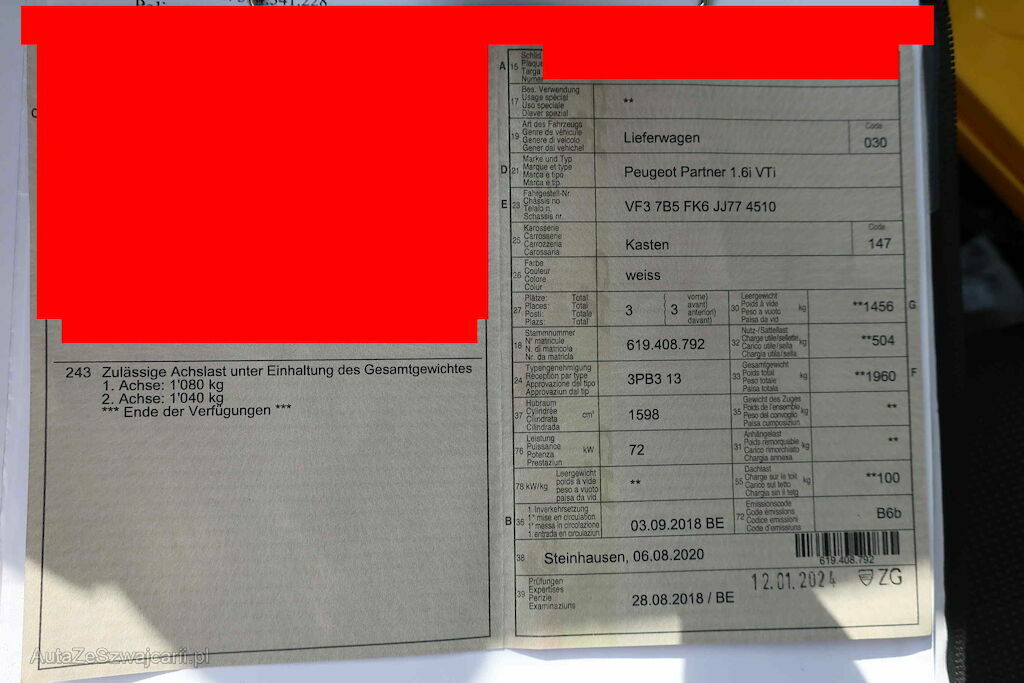 243 Zulässige Achslast unter Einhaltung des Gesamtgewichtes
1. Achse: 1'080 kg
2. Achse: 1'040 kg
*** Ende der Verfügungen ***
A 15 Schild
Plaque
Targa
Numer
17 Bes. Verwendung
Usage spécial
Uso speciale
Diever spezial
**
19 Art des Fahrzeugs
Genre de véhicule
Genere di veicolo
Gener dal vehichel
Lieferwagen
Code
030
D 21 Marke und Typ
Marque et type
Marca e tipo
Marca e tip
Peugeot Partner 1.6i VTi
E 23 Fahrgestell-Nr.
Châssis no
Telaio n.
Schassis nr.
VF3 7B5 FK6 JJ77 4510
25 Karosserie
Carrosserie
Carrozzeria
Carossaria
Kasten
Code
147
26 Farbe
Couleur
Colore
Colur
weiss
27 Plätze: Total
Places: Total
Posti: Totale
Plazs: Total
3 3
vorne)
avant)
anteriori)
davant)
30 Leergewicht
Poids à vide
Peso a vuoto
Paisa da vid
kg
**1456 G
18 Stammnummer
N° matricule
N. di matricola
Nr. da matricla
619.408.792
32 Nutz-/Sattellast
Charge utile/sellette
Carico utile/sella
Chargia utila/sella
kg
**504
24 Typengenehmigung
Réception par type
Approvazione del tipo
Approvaziun dal tip
3PB3 13
33 Gesamtgewicht
Poids total
Peso totale
Paisa totala
kg
**1960 F
37 Hubraum
Cylindrée
Cilindrata
Cilindrada
cm³
1598
35 Gewicht des Zuges
Poids de l'ensemble
Peso del convoglio
Paisa cumposiziun
kg
**
76 Leistung
Puissance
Potenza
Prestaziun
kW
72
31 Anhängelast
Poids remorquable
Carico rimorchiato
Chargia annexa
kg
**
78 kW/kg
Leergewicht
poids à vide
peso a vuoto
paisa da vid
**
55 Dachlast
Charge sur le toit
Carico sul tetto
Chargia sin il tetg
kg
**100
B 36 1. Inverkehrsetzung
1re mise en circulation
1a messa in circolazione
1. entrada en circulaziun
03.09.2018 BE
72 Emissionscode
Code émissions
Codice emissioni
Code d'emissiuns
B6b
38 Steinhausen, 06.08.2020
619.408.792
39 Prüfungen
Expertises
Perizie
Examinaziuns
28.08.2018 / BE
12.01.2024 ZG
AutaZeSzwajcarii.pl